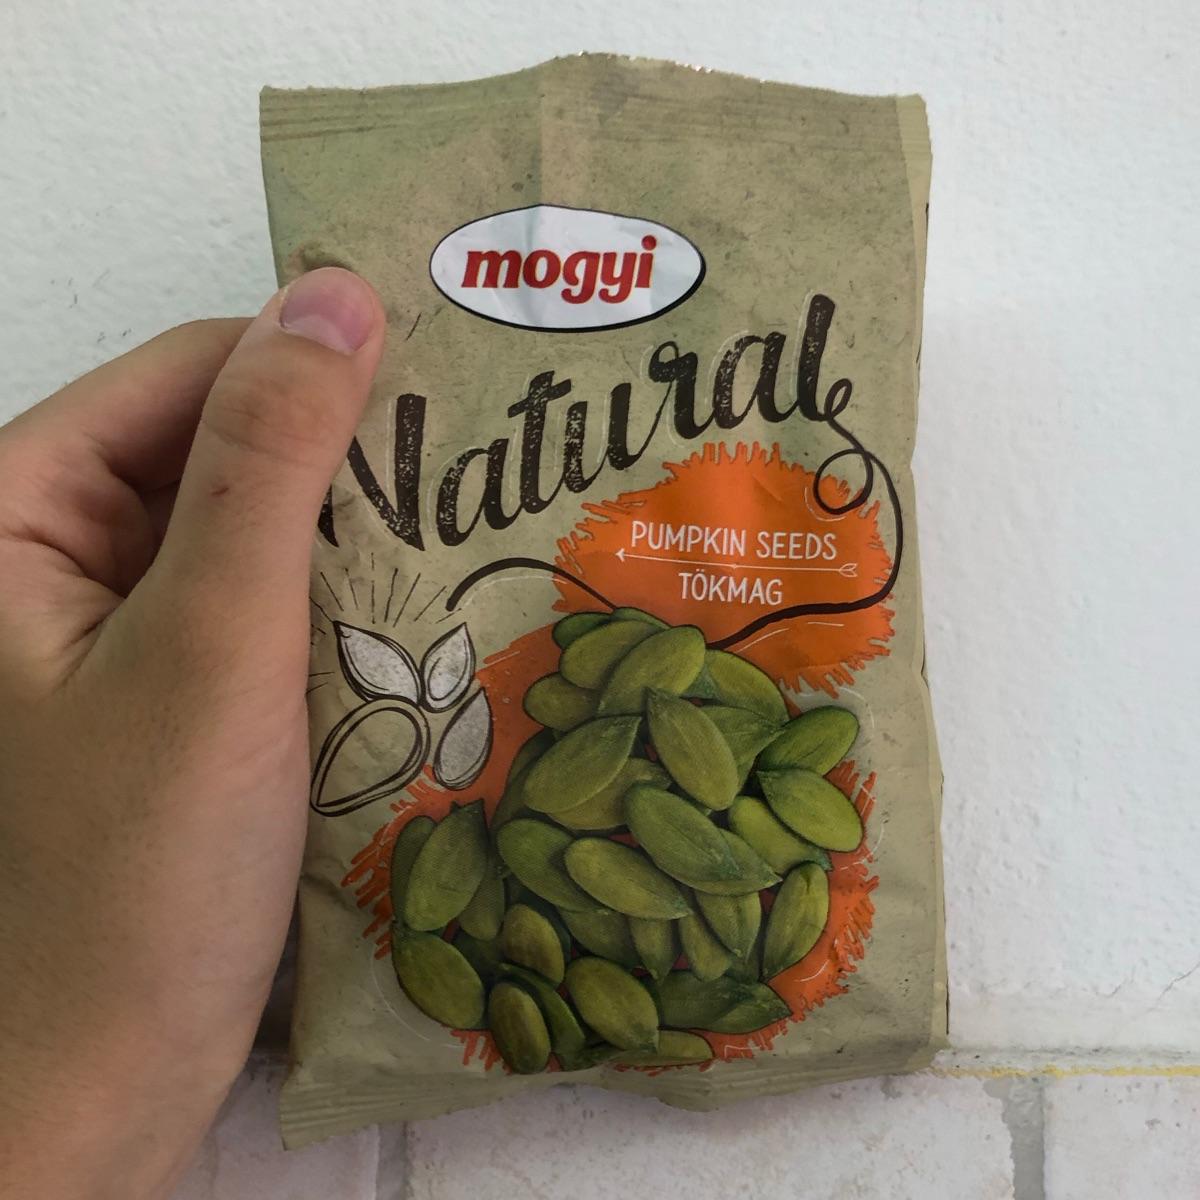 mogyi
Natural
PUMPKIN SEEDS
TÖKMAG